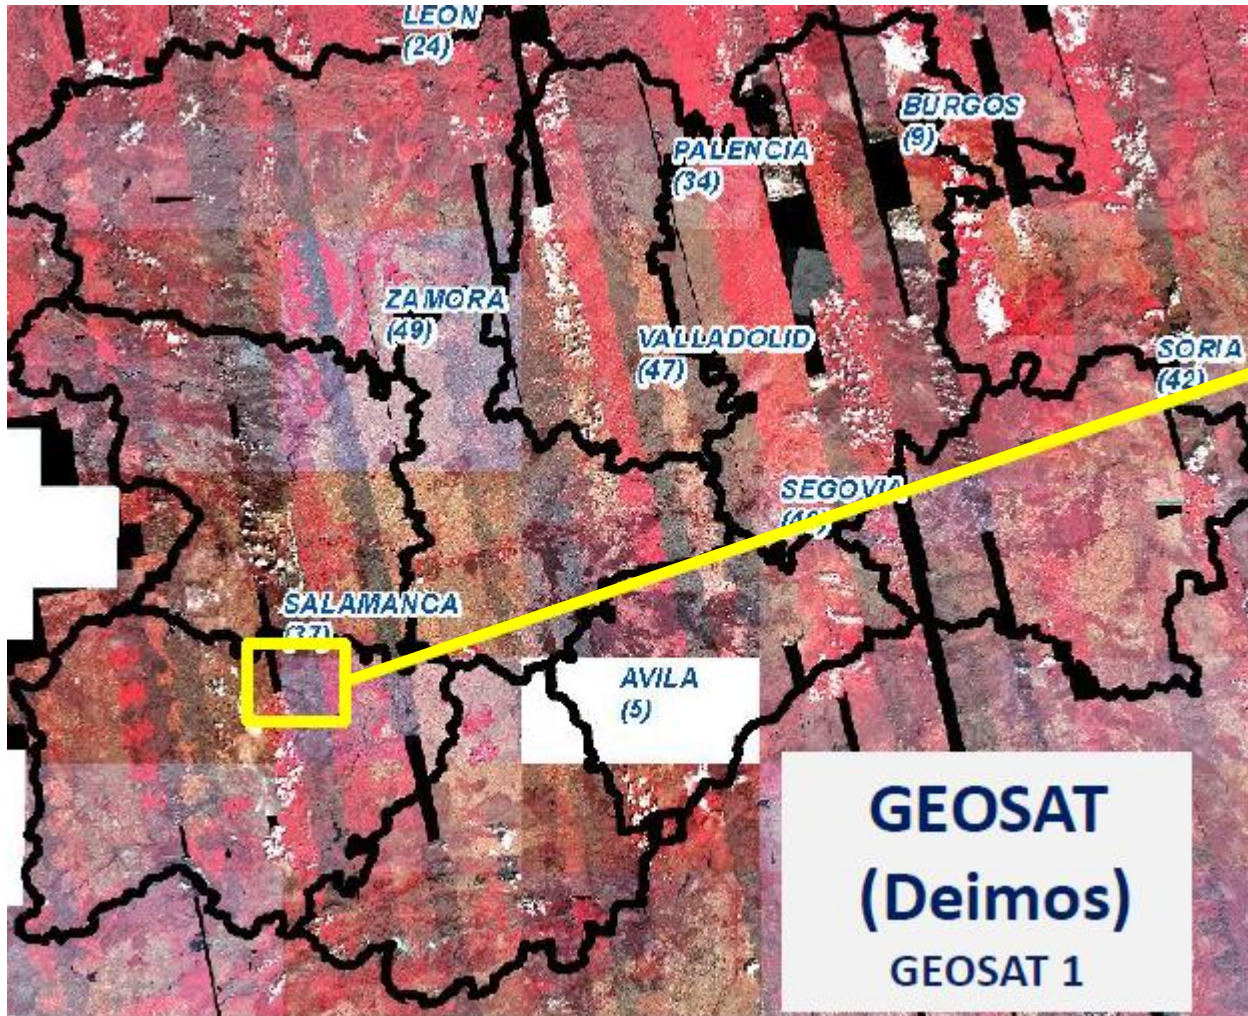 LEON
(24)
BURGOS
(9)
PALENCIA
(34)
ZAMORA
(49)
VALLADOLID
(47)
SORIA
(42)
SEGOVIA
SALAMANCA
(37)
AVILA
(5)
GEOSAT
(Deimos)
GEOSAT 1